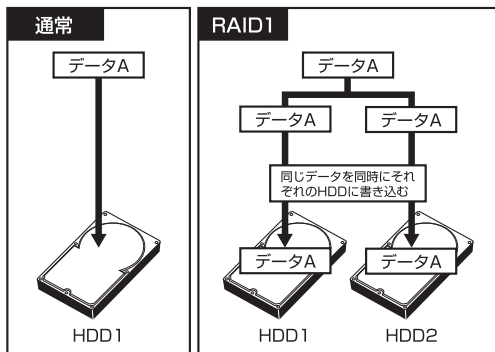 通常
データA
HDD1
RAID1
データA
データA
データA
同じデータを同時にそれ
ぞれのHDDに書き込む
データA
データA
HDD1
HDD2